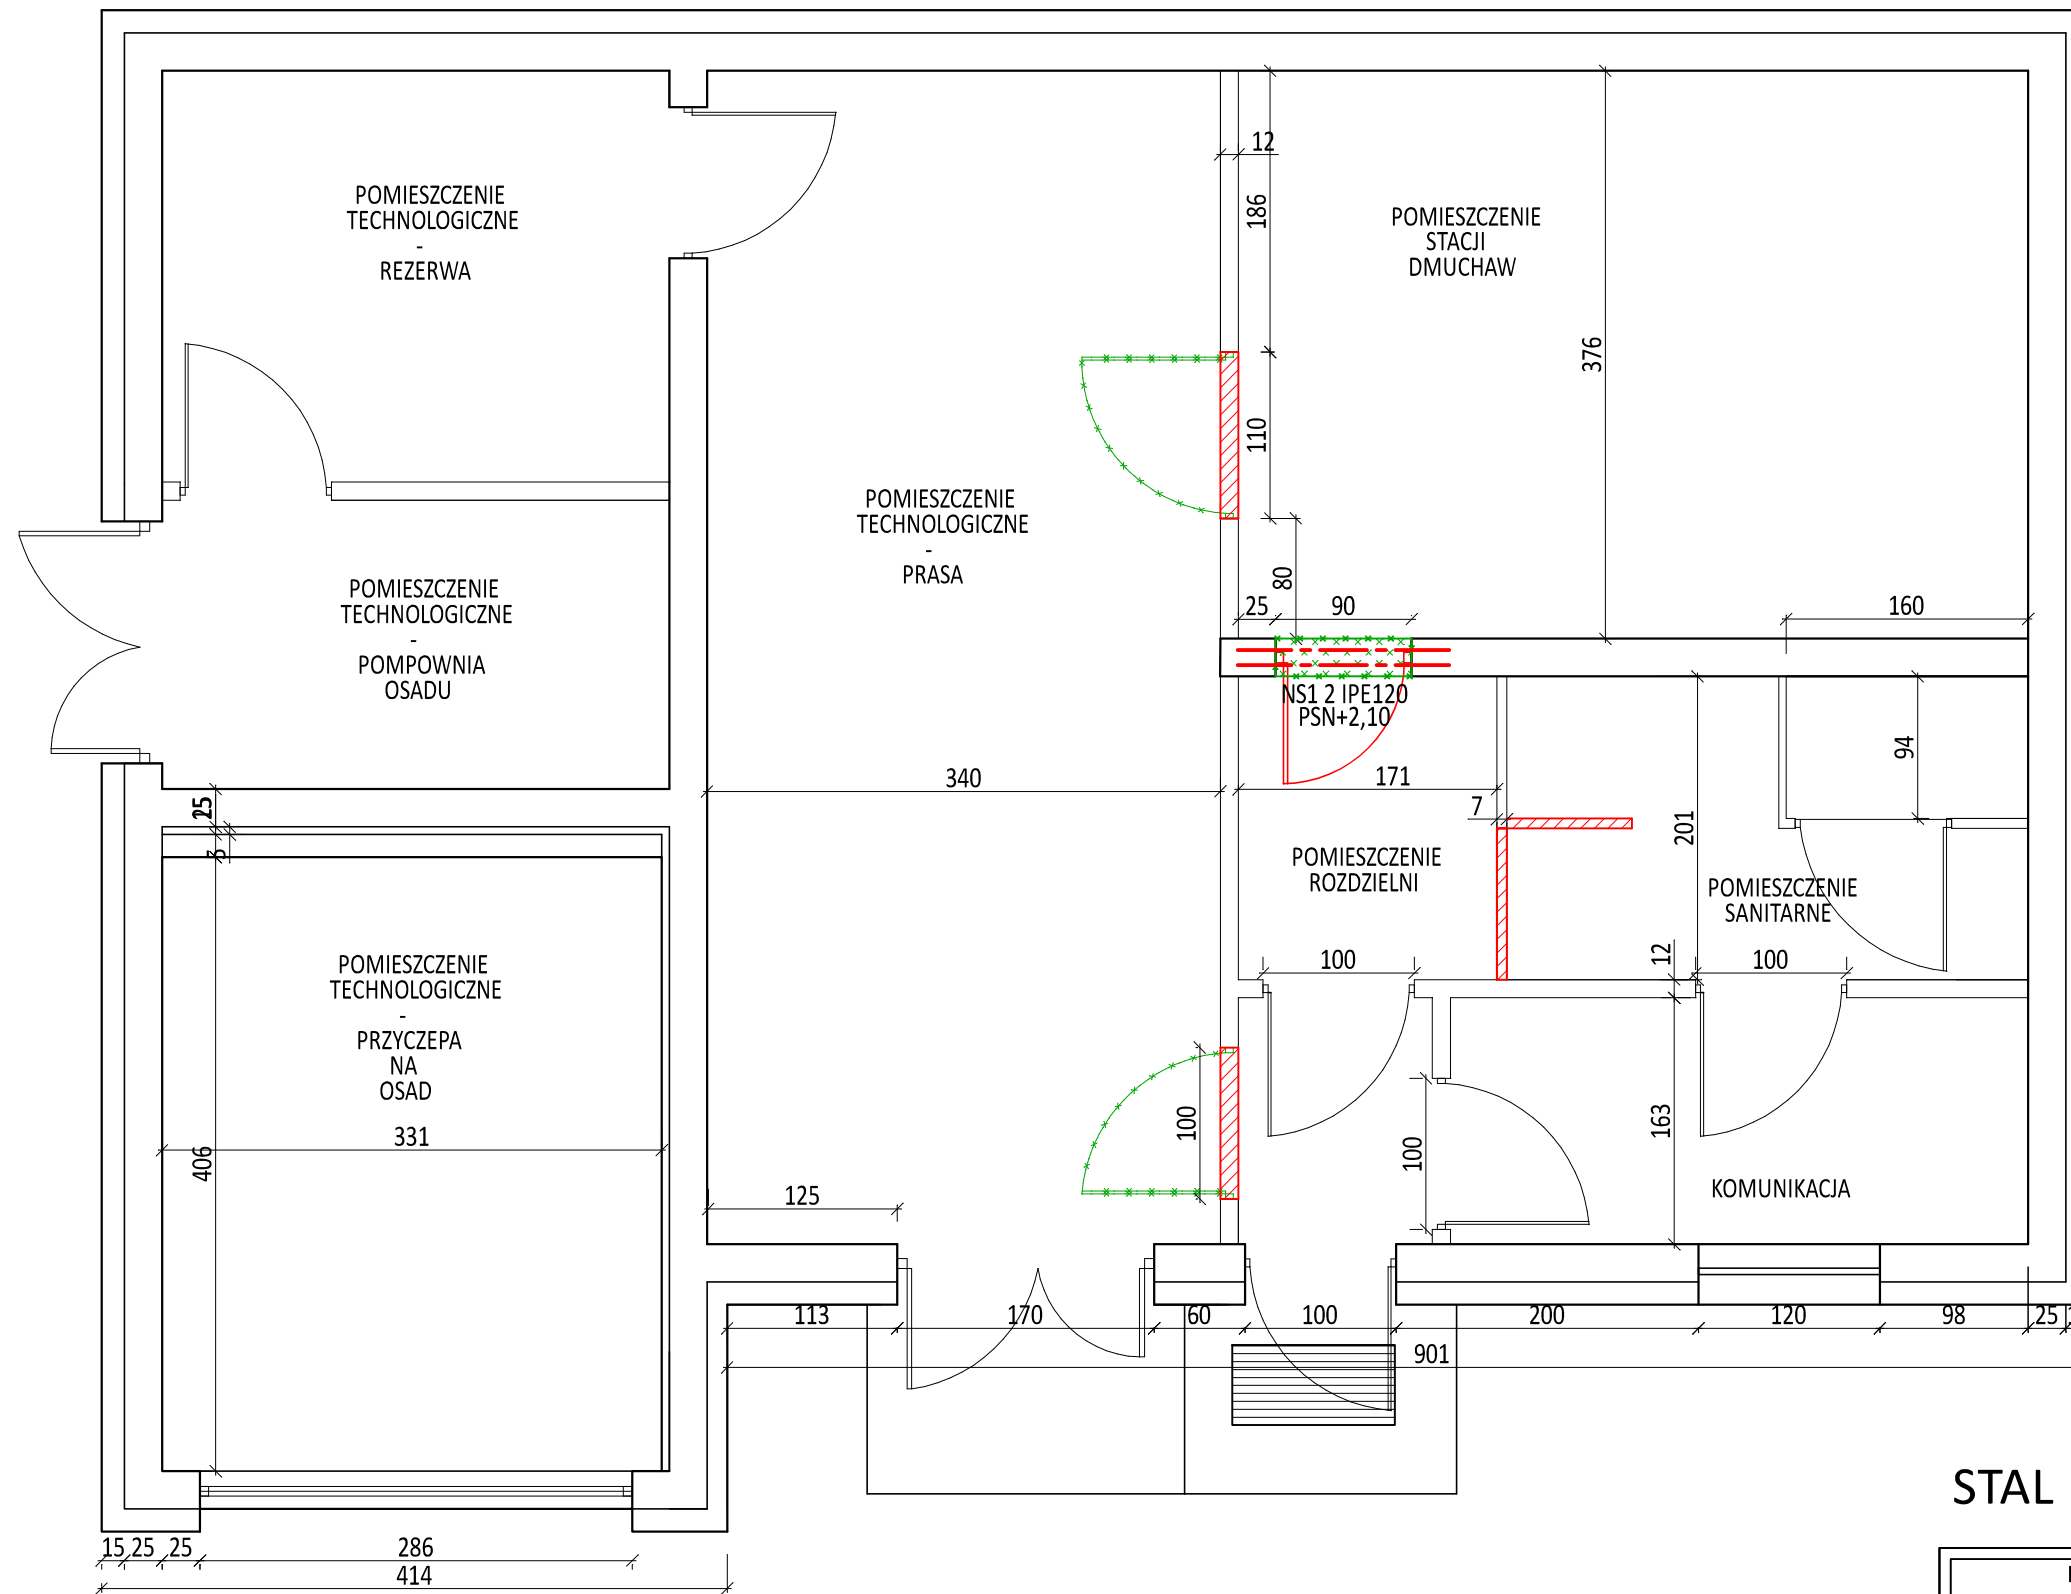 12
186
POMIESZCZENIE
TECHNOLOGICZNE
-
REZERWA
POMIESZCZENIE
STACJI
DMUCHAW
376
110
POMIESZCZENIE
TECHNOLOGICZNE
-
PRASA
POMIESZCZENIE
TECHNOLOGICZNE
-
POMPOWNIA
OSADU
80
25 90
160
NS1 2 IPE120
PSN+2,10
94
340
171
7
25
201
POMIESZCZENIE
ROZDZIELNI
POMIESZCZENIE
SANITARNE
POMIESZCZENIE
TECHNOLOGICZNE
-
PRZYCZEPA
NA
OSAD
100
12
100
331
406
100
100
163
125
KOMUNIKACJA
113 170 60 100 200 120 98 25
901
STAL
15 25 25 286
414